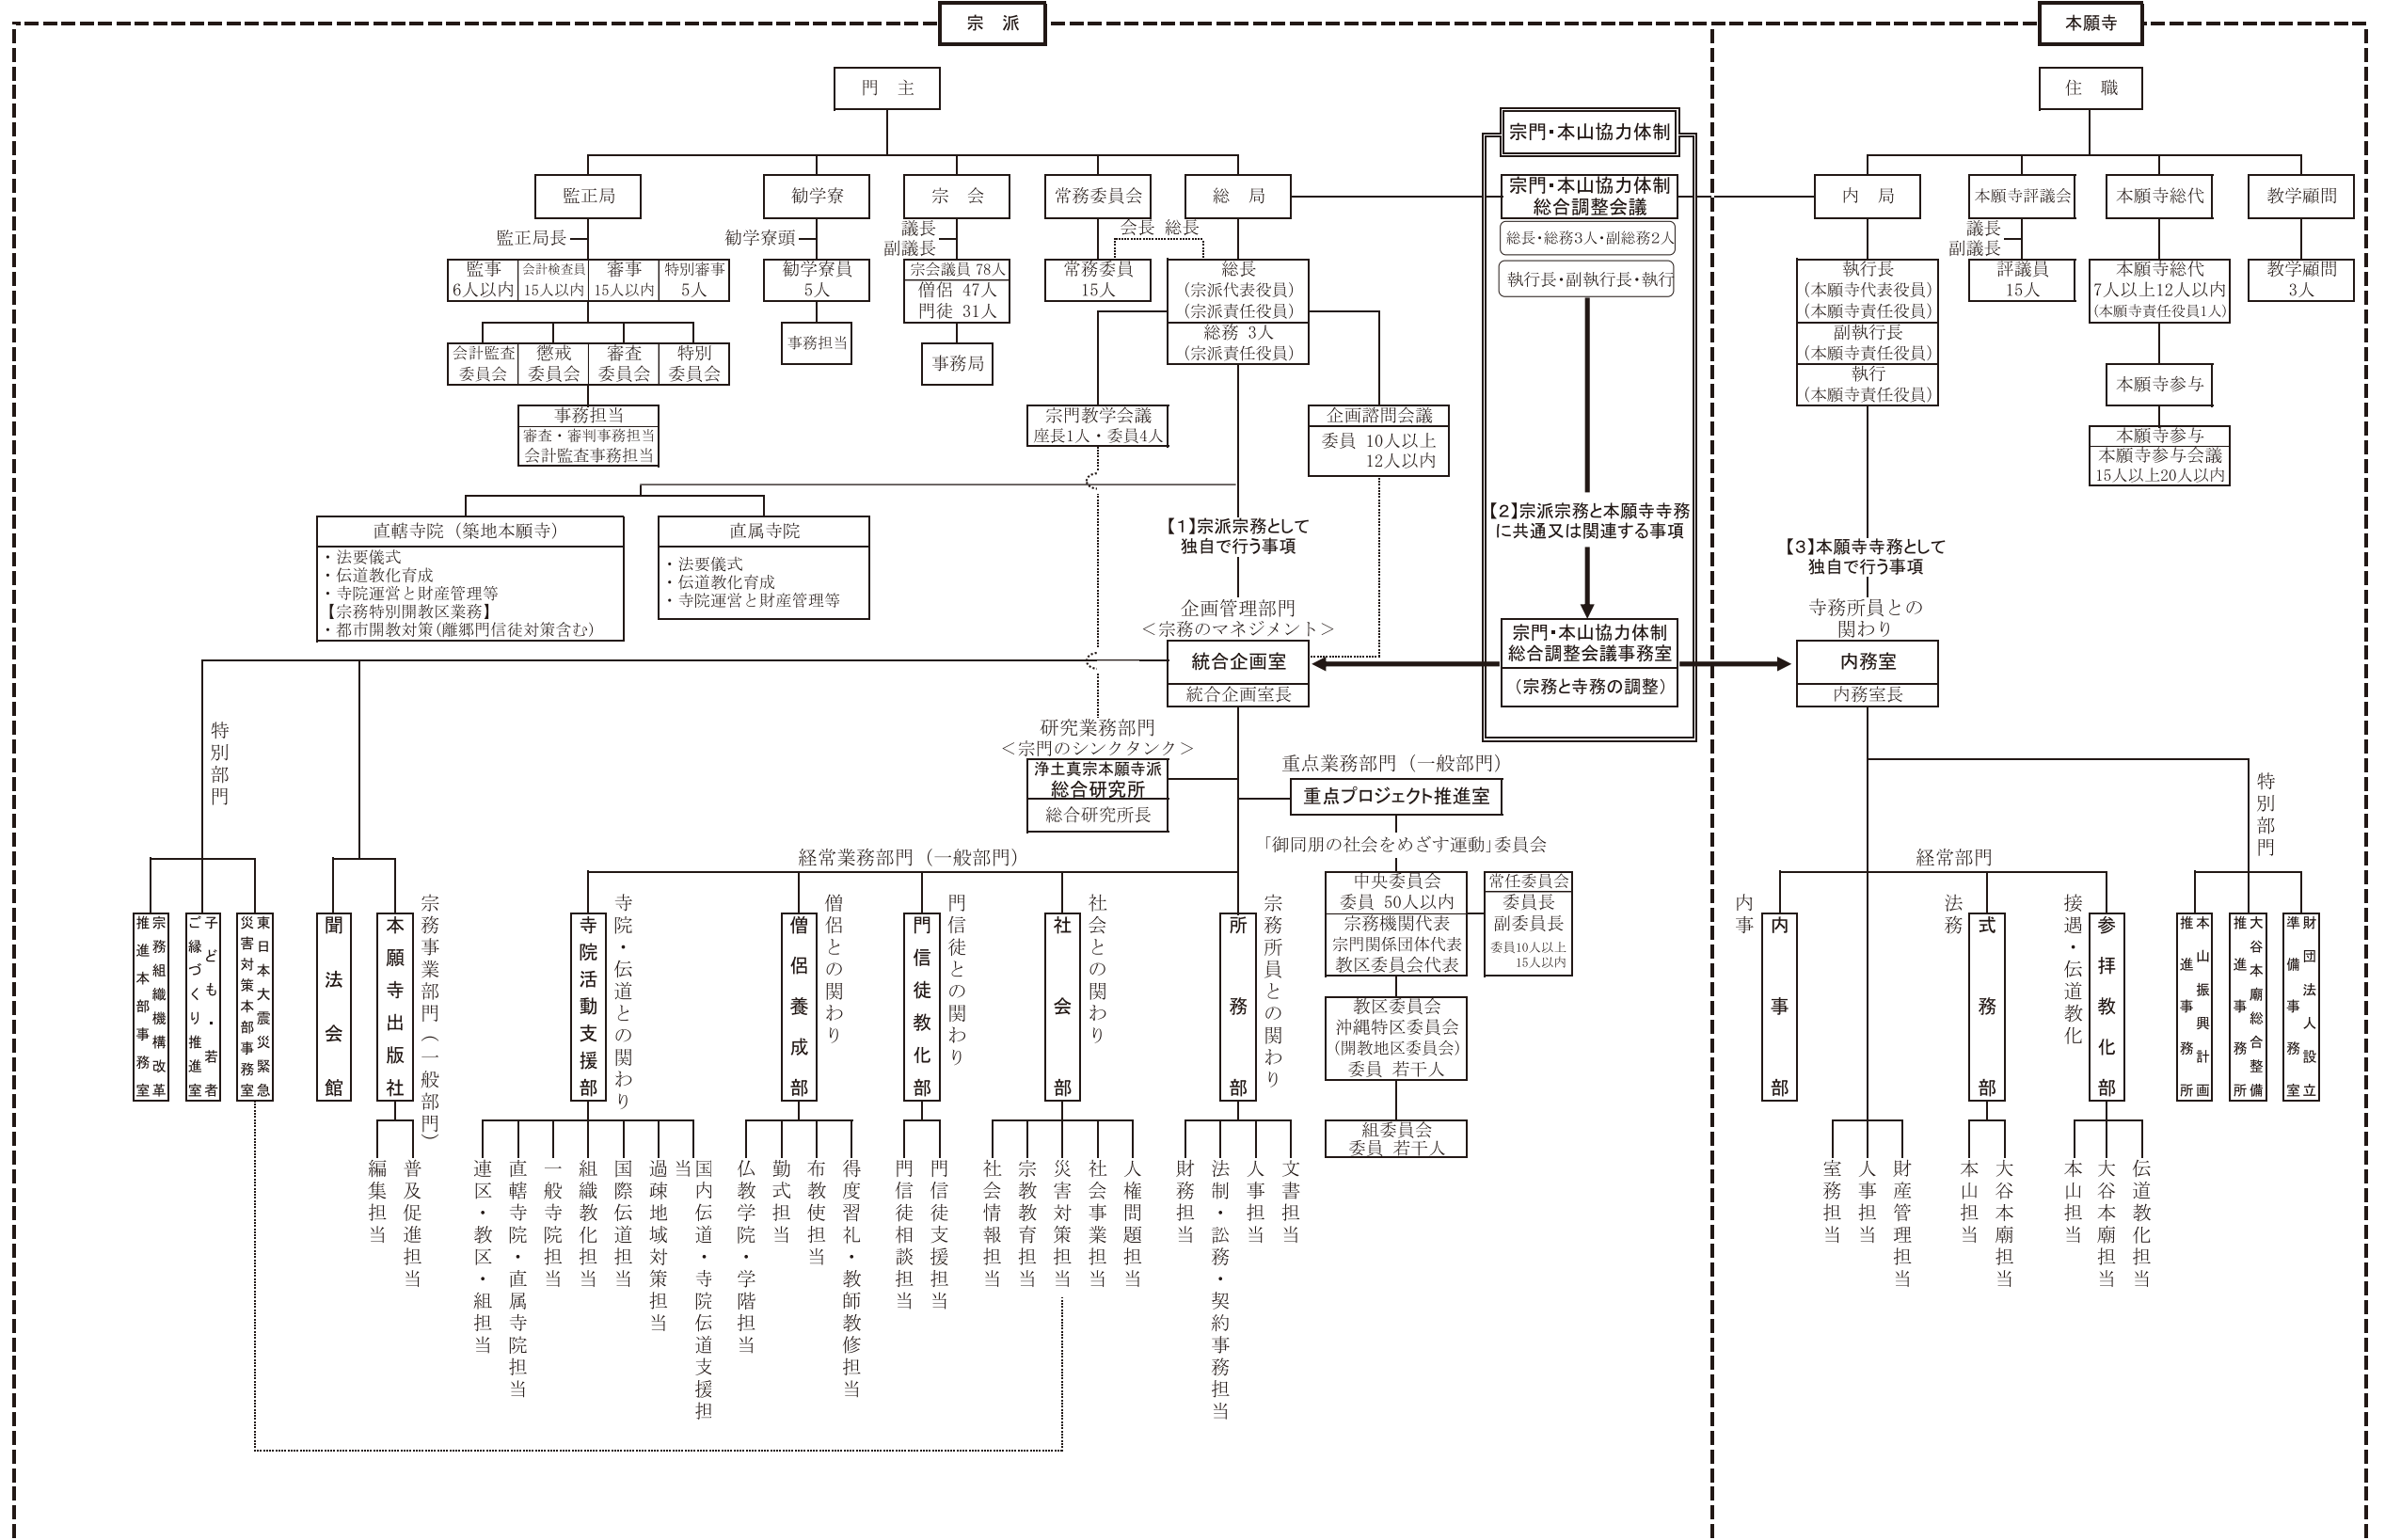 宗　派
本願寺
門　主
住　職
宗門・本山協力体制
監正局
勧学寮
宗　会
常務委員会
総　局
宗門・本山協力体制
総合調整会議
内　局
本願寺評議会
本願寺総代
教学顧問
監正局長
勧学寮頭
議長
副議長
会長 総長
総長・総務3人・副総務2人
執行長・副執行長・執行
議長
副議長
監事
6人以内
会計検査員
15人以内
審事
15人以内
特別審事
5人
勧学寮員
5人
宗会議員 78人
僧侶 47人
門徒 31人
常務委員
15人
総長
(宗派代表役員)
(宗派責任役員)
総務 3人
(宗派責任役員)
執行長
(本願寺代表役員)
(本願寺責任役員)
副執行長
(本願寺責任役員)
執行
(本願寺責任役員)
評議員
15人
本願寺総代
7人以上12人以内
(本願寺責任役員1人)
教学顧問
3人
会計監査
委員会
懲戒
委員会
審査
委員会
特別
委員会
事務担当
事務局
本願寺参与
事務担当
審査・審判事務担当
会計監査事務担当
宗門教学会議
座長1人・委員4人
企画諮問会議
委員 10人以上
12人以内
本願寺参与
本願寺参与会議
15人以上20人以内
直轄寺院（築地本願寺）
・法要儀式
・伝道教化育成
・寺院運営と財産管理等
【宗務特別開教区業務】
・都市開教対策(離郷門信徒対策含む)
直属寺院
・法要儀式
・伝道教化育成
・寺院運営と財産管理等
【1】宗派宗務として
独自で行う事項
【2】宗派宗務と本願寺寺務
に共通又は関連する事項
【3】本願寺寺務として
独自で行う事項
企画管理部門
＜宗務のマネジメント＞
統合企画室
統合企画室長
宗門・本山協力体制
総合調整会議事務室
(宗務と寺務の調整)
寺務所員との
関わり
内務室
内務室長
特別部門
研究業務部門
＜宗門のシンクタンク＞
浄土真宗本願寺派
総合研究所
総合研究所長
重点業務部門（一般部門）
重点プロジェクト推進室
「御同朋の社会をめざす運動」委員会
中央委員会
委員 50人以内
宗務機関代表
宗門関係団体代表
教区委員会代表
常任委員会
委員長
副委員長
委員10人以上
15人以内
教区委員会
沖縄特区委員会
(開教地区委員会)
委員 若干人
組委員会
委員 若干人
特別部門
経常業務部門（一般部門）
経常部門
宗務組織機構改革
推進本部事務室
子ども・若者
ご縁づくり推進室
東日本大震災緊急
災害対策本部事務室
聞法会館
本願寺出版社
宗務事業部門（一般部門）
寺院活動支援部
寺院・伝道との関わり
僧侶養成部
僧侶との関わり
門信徒教化部
門信徒との関わり
社会部
社会との関わり
所務部
宗務所員との関わり
内事
内事部
法務
式務部
接遇・伝道教化
参拝教化部
本山振興計画
推進事務所
大谷本廟総合整備
推進事務所
財団法人設立
準備事務室
編集担当
普及促進担当
連区・教区・組担当
直轄寺院・直属寺院担当
一般寺院担当
組織教化担当
国際伝道担当
過疎地域対策担当
国内伝道・寺院伝道支援担
当
仏教学院・学階担当
勤式担当
布教使担当
得度習礼・教師教修担当
門信徒相談担当
門信徒支援担当
社会情報担当
宗教教育担当
災害対策担当
社会事業担当
人権問題担当
財務担当
法制・訟務・契約事務担当
人事担当
文書担当
室務担当
人事担当
財産管理担当
本山担当
大谷本廟担当
本山担当
大谷本廟担当
伝道教化担当